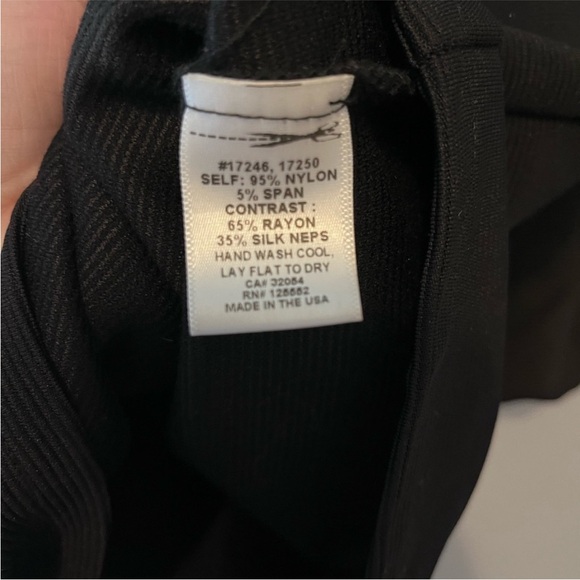 #17246, 17250
SELF: 95% NYLON
5% SPAN
CONTRAST :
65% RAYON
35% SILK NEPS
HAND WASH COOL,
LAY FLAT TO DRY
CA# 32054
RN# 128552
MADE IN THE USA